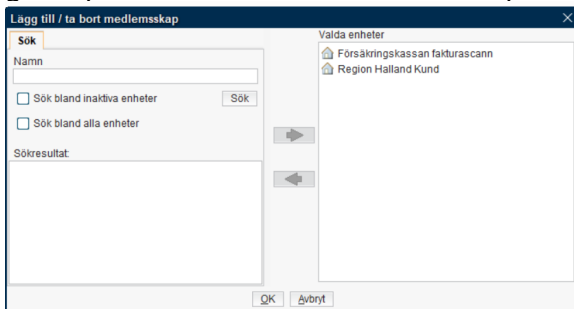 Lägg till / ta bort medlemsskap
Sök
Namn
Sök bland inaktiva enheter
Sök
Sök bland alla enheter
Sökresultat:
Valda enheter
Försäkringskassan fakturascann
Region Halland Kund
OK
Avbryt